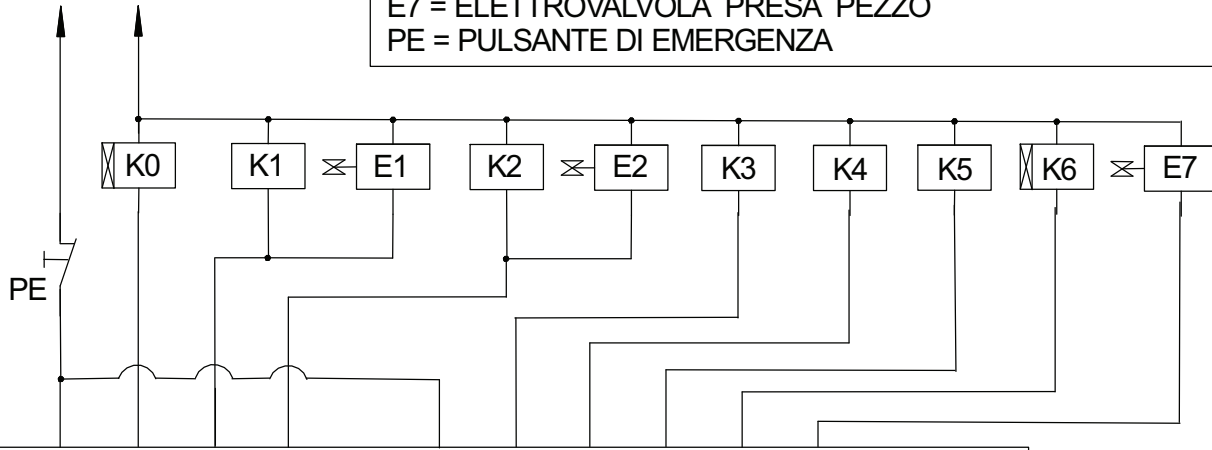 E7 = ELETTROVALVOLA PRESA PEZZO
PE = PULSANTE DI EMERGENZA
K0 K1 E1 K2 E2 K3 K4 K5 K6 E7
PE